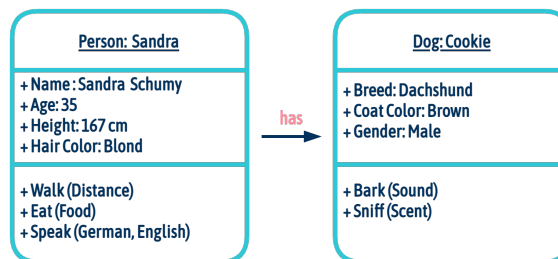 Person: Sandra
+ Name : Sandra Schumy
+ Age: 35
+ Height: 167 cm
+ Hair Color: Blond
+ Walk (Distance)
+ Eat (Food)
+ Speak (German, English)
has
Dog: Cookie
+ Breed: Dachshund
+ Coat Color: Brown
+ Gender: Male
+ Bark (Sound)
+ Sniff (Scent)